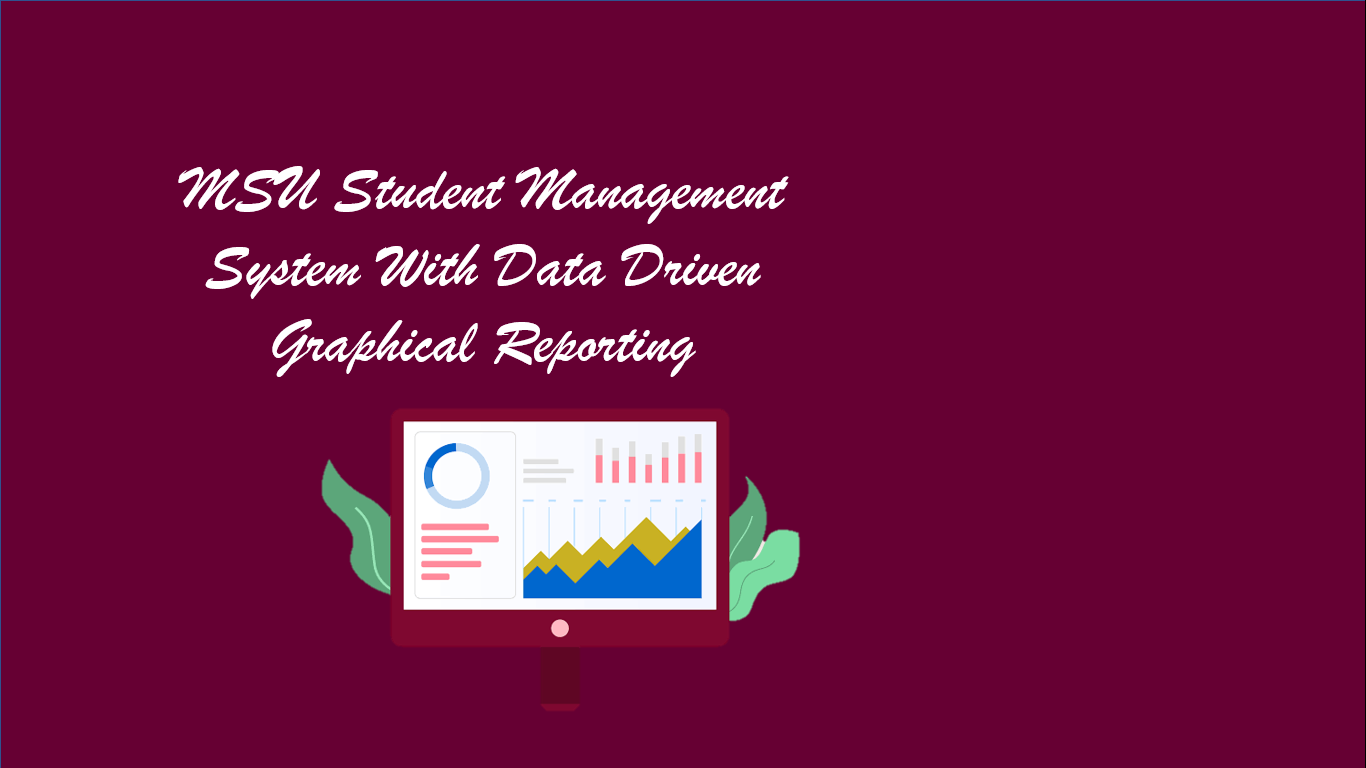 MSU Student Management
System With Data Driven
Graphical Reporting